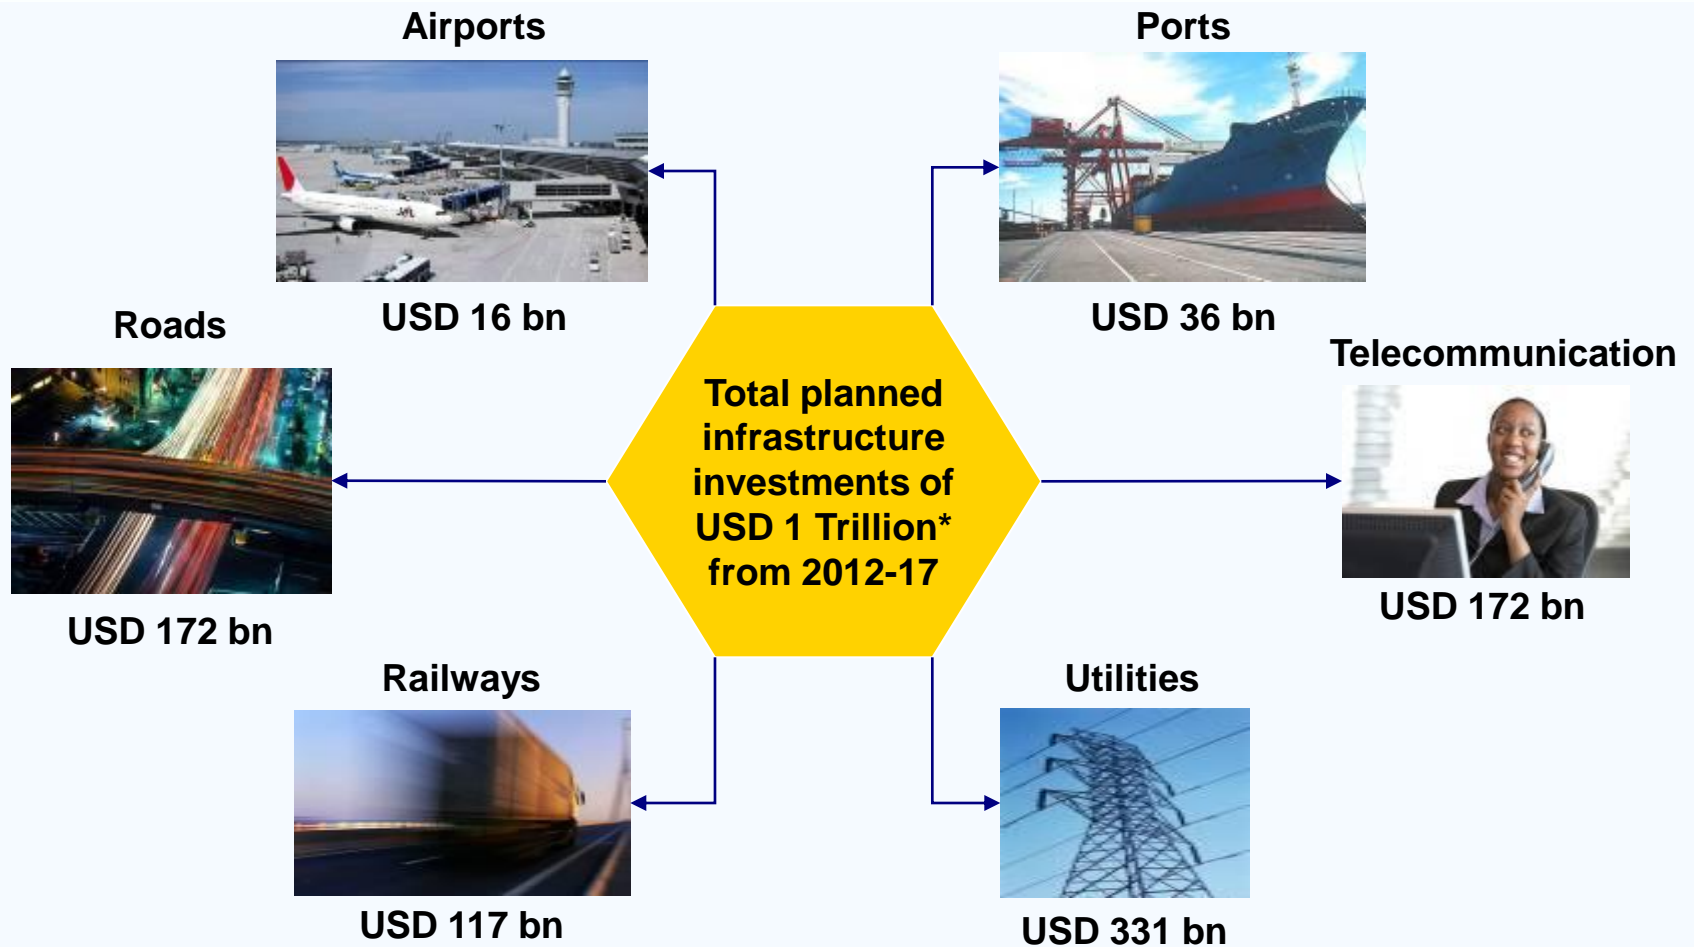 Airports
Ports
USD 16 bn
USD 36 bn
Roads
Telecommunication
Total planned
infrastructure
investments of
USD 1 Trillion*
from 2012-17
JAL
USD 172 bn
USD 172 bn
Railways
Utilities
USD 117 bn
USD 331 bn